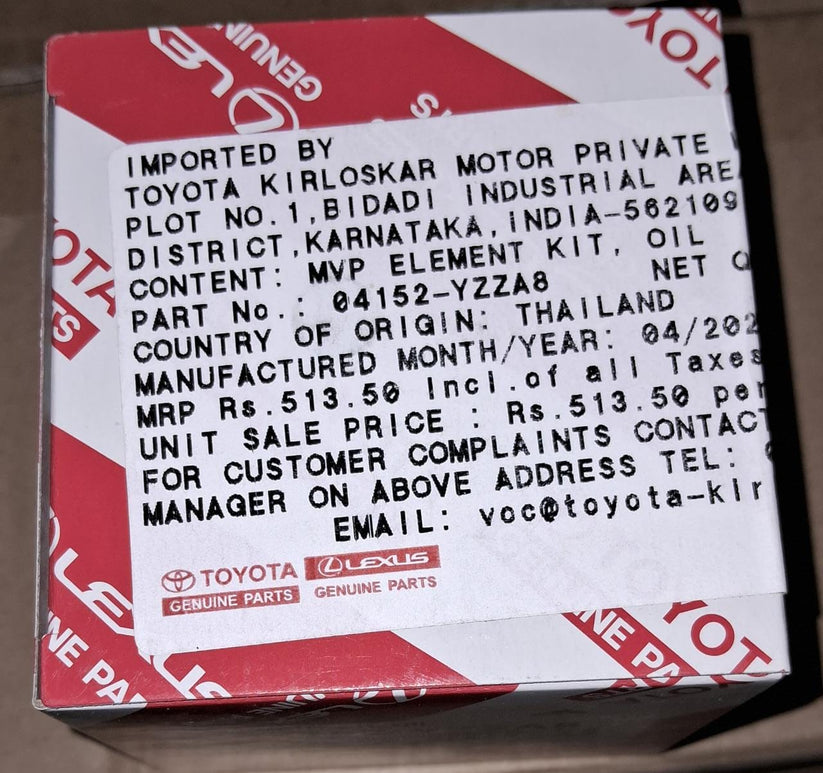 LEXUS
GENUINE
TOYOTA
IMPORTED BY
TOYOTA KIRLOSKAR MOTOR PRIVATE
PLOT NO.1,BIDADI INDUSTRIAL
DISTRICT,KARNATAKA,INDIA-562109
CONTENT: MVP ELEMENT KIT, OIL
PART No.: 04152-YZZA8 NET
COUNTRY OF ORIGIN: THAILAND
MANUFACTURED MONTH/YEAR: 04/202
MRP Rs.513.50 Incl.of all Taxes
UNIT SALE PRICE : Rs.513.50 per
FOR CUSTOMER COMPLAINTS CONTACT
MANAGER ON ABOVE ADDRESS TEL:
EMAIL: voc@toyota-kir
TOYOTA LEXUS
GENUINE PARTS GENUINE PARTS